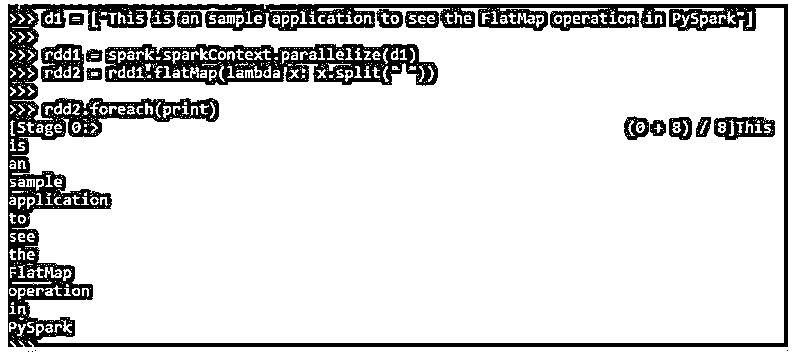 >>> d1 = ["This is an sample application to see the FlatMap operation in PySpark"]
>>>
>>> rdd1 = spark.sparkContext.parallelize(d1)
>>> rdd2 = rdd1.flatMap(lambda x: x.split(" "))
>>>
>>> rdd2.foreach(print)
[Stage 0:> (0 + 8) / 8]This
is
an
sample
application
to
see
the
FlatMap
operation
in
PySpark
>>>